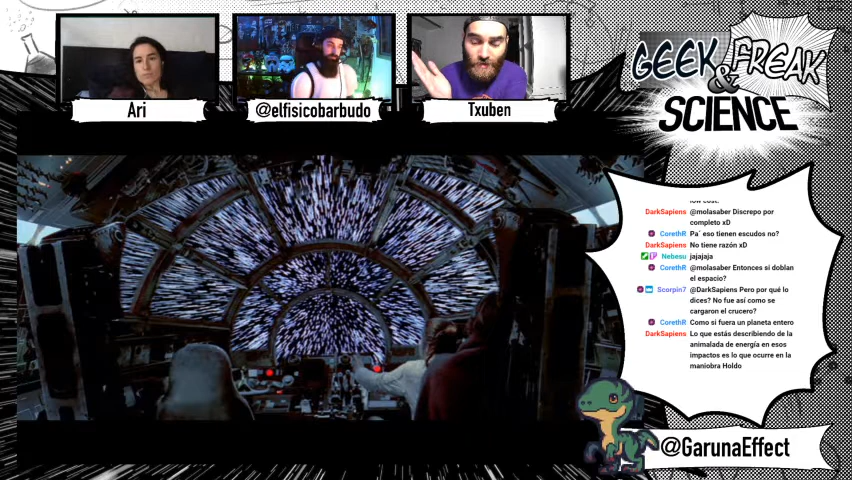 Ari
@elfisicobarbudo
Txuben
GEEK
& FREAK
SCIENCE
low cost.
DarkSapiens @molasaber Discrepo por
completo xD
CorethR Pa´ eso tienen escudos no?
DarkSapiens No tiene razón xD
Nebesu jajajaja
CorethR @molasaber Entonces si doblan
el espacio?
Scorpin7 @DarkSapiens Pero por qué lo
dices? No fue así como se
cargaron el crucero?
CorethR Como si fuera un planeta entero
DarkSapiens Lo que estás describiendo de la
animalada de energía en esos
impactos es lo que ocurre en la
maniobra Holdo
@GarunaEffect